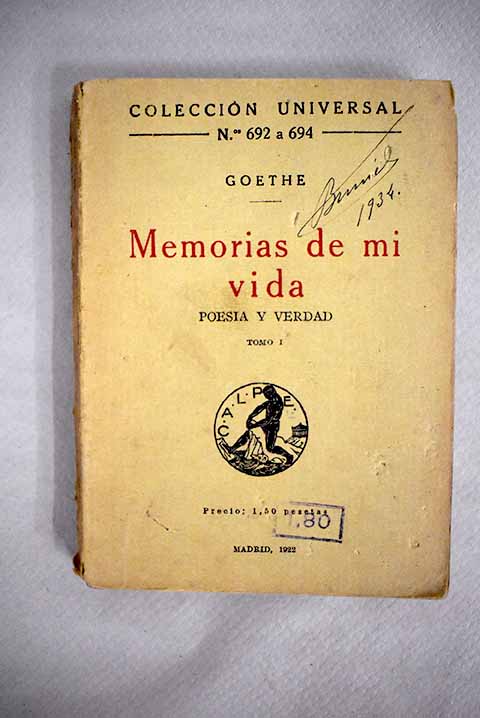 COLECCIÓN UNIVERSAL
N.os 692 a 694
GOETHE
1934.
Memorias de mi
vida
POESIA Y VERDAD
TOMO I
C.A.L.P.E.
Precio: 1,50 pesetas
1,80
MADRID, 1922